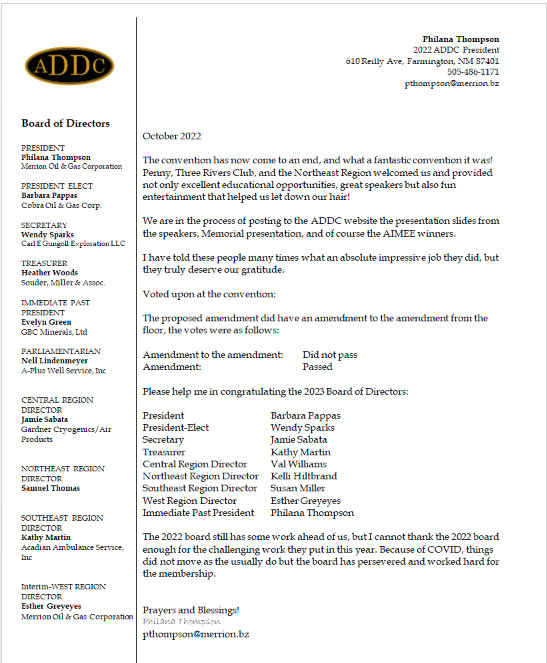 ADDC
Philana Thompson
2022 ADDC President
610 Reilly Ave, Farmington, NM 87401
505-486-1171
pthompson@merrion.bz
Board of Directors
PRESIDENT
Philana Thompson
Merrion Oil & Gas Corporation
PRESIDENT ELECT
Barbara Pappas
Cobra Oil & Gas Corp.
SECRETARY
Wendy Sparks
Carl E Gungoll Exploration LLC
TREASURER
Heather Woods
Souder, Miller & Assoc.
IMMEDIATE PAST
PRESIDENT
Evelyn Green
GBC Minerals, Ltd
PARLIAMENTARIAN
Nell Lindenmeyer
A-Plus Well Service, Inc
CENTRAL REGION
DIRECTOR
Jamie Sabata
Gardner Cryogenics/Air
Products
NORTHEAST REGION
DIRECTOR
Samuel Thomas
SOUTHEAST REGION
DIRECTOR
Kathy Martin
Acadian Ambulance Service,
Inc
Interim-WEST REGION
DIRECTOR
Esther Greyeyes
Merrion Oil & Gas Corporation
October 2022
The convention has now come to an end, and what a fantastic convention it was!
Penny, Three Rivers Club, and the Northeast Region welcomed us and provided
not only excellent educational opportunities, great speakers but also fun
entertainment that helped us let down our hair!
We are in the process of posting to the ADDC website the presentation slides from
the speakers, Memorial presentation, and of course the AIMEE winners.
I have told these people many times what an absolute impressive job they did, but
they truly deserve our gratitude.
Voted upon at the convention:
The proposed amendment did have an amendment to the amendment from the
floor, the votes were as follows:
Amendment to the amendment: Did not pass
Amendment: Passed
Please help me in congratulating the 2023 Board of Directors:
President Barbara Pappas
President-Elect Wendy Sparks
Secretary Jamie Sabata
Treasurer Kathy Martin
Central Region Director Val Williams
Northeast Region Director Kelli Hiltbrand
Southeast Region Director Susan Miller
West Region Director Esther Greyeyes
Immediate Past President Philana Thompson
The 2022 board still has some work ahead of us, but I cannot thank the 2022 board
enough for the challenging work they put in this year. Because of COVID, things
did not move as the usually do but the board has persevered and worked hard for
the membership.
Prayers and Blessings!
Philana Thompson
pthompson@merrion.bz